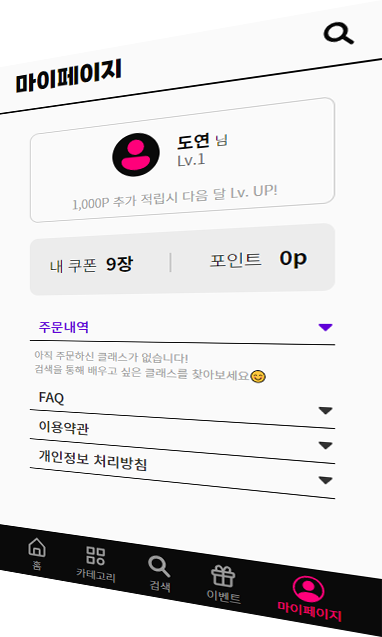 마이페이지
도연 님
Lv.1
1,000P 추가 적립시 다음 달 Lv. UP!
내 쿠폰 9장 | 포인트 0p
주문내역
아직 주문하신 클래스가 없습니다!
검색을 통해 배우고 싶은 클래스를 찾아보세요😊
FAQ
이용약관
개인정보 처리방침
홈 카테고리 검색 이벤트 마이페이지